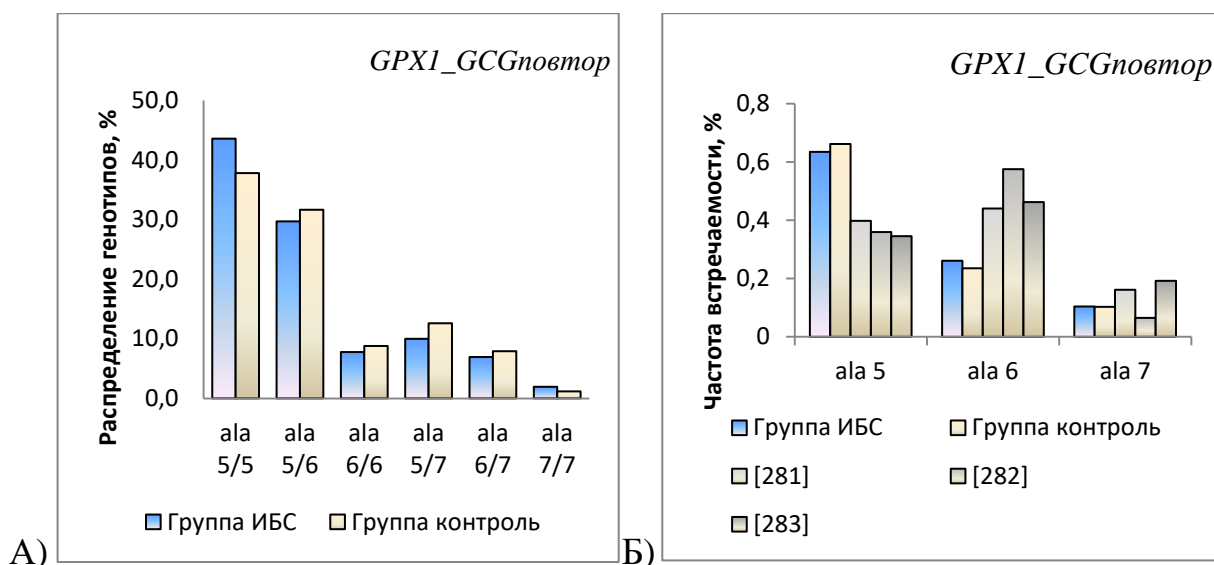 GPX1_GCGповтор
Распределение генотипов, %
50,0
40,0
30,0
20,0
10,0
0,0
ala 5/5
ala 5/6
ala 6/6
ala 5/7
ala 6/7
ala 7/7
Группа ИБС
Группа контроль
А)
GPX1_GCGповтор
Частота встречаемости, %
0,8
0,6
0,4
0,2
0
ala 5
ala 6
ala 7
Группа ИБС
Группа контроль
[281]
[282]
[283]
Б)